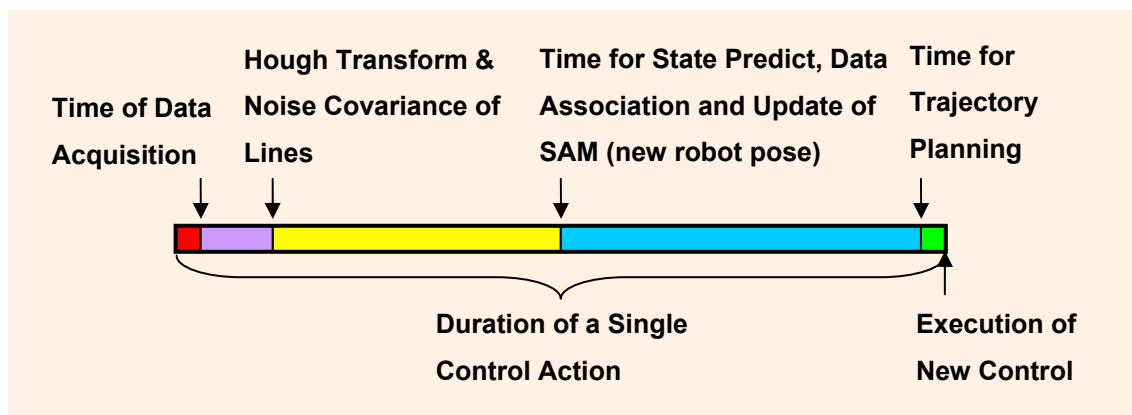 Time of Data
Acquisition
Hough Transform &
Noise Covariance of
Lines
Time for State Predict, Data
Association and Update of
SAM (new robot pose)
Time for
Trajectory
Planning
Duration of a Single
Control Action
Execution of
New Control